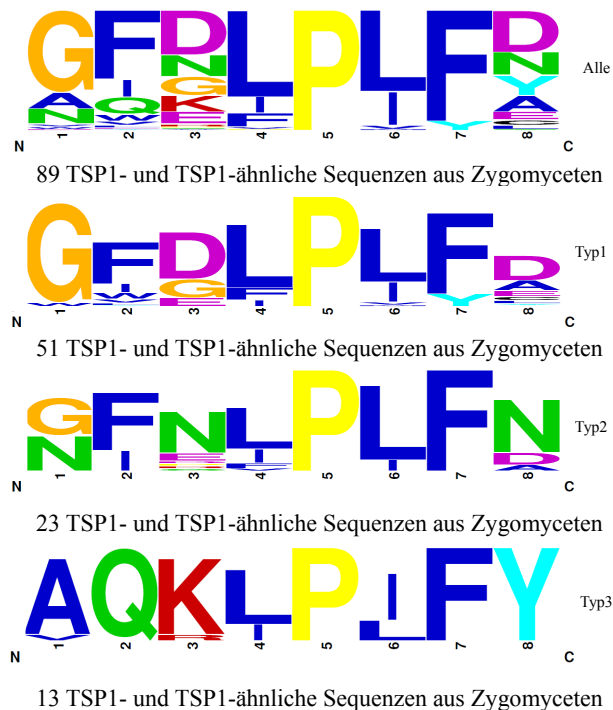 G F D L P L F D
A I N I I V N
N Q G F V Y
W K A
E E
Alle
N 1 2 3 4 5 6 7 8 C
89 TSP1- und TSP1-ähnliche Sequenzen aus Zygomyceten
G F D L P L F D
I G F I Y A
W E I
Typ1
N 1 2 3 4 5 6 7 8 C
51 TSP1- und TSP1-ähnliche Sequenzen aus Zygomyceten
G F N L P L F N
N I E I I D
A
Typ2
N 1 2 3 4 5 6 7 8 C
23 TSP1- und TSP1-ähnliche Sequenzen aus Zygomyceten
A Q K L P I F Y
I L
Typ3
N 1 2 3 4 5 6 7 8 C
13 TSP1- und TSP1-ähnliche Sequenzen aus Zygomyceten